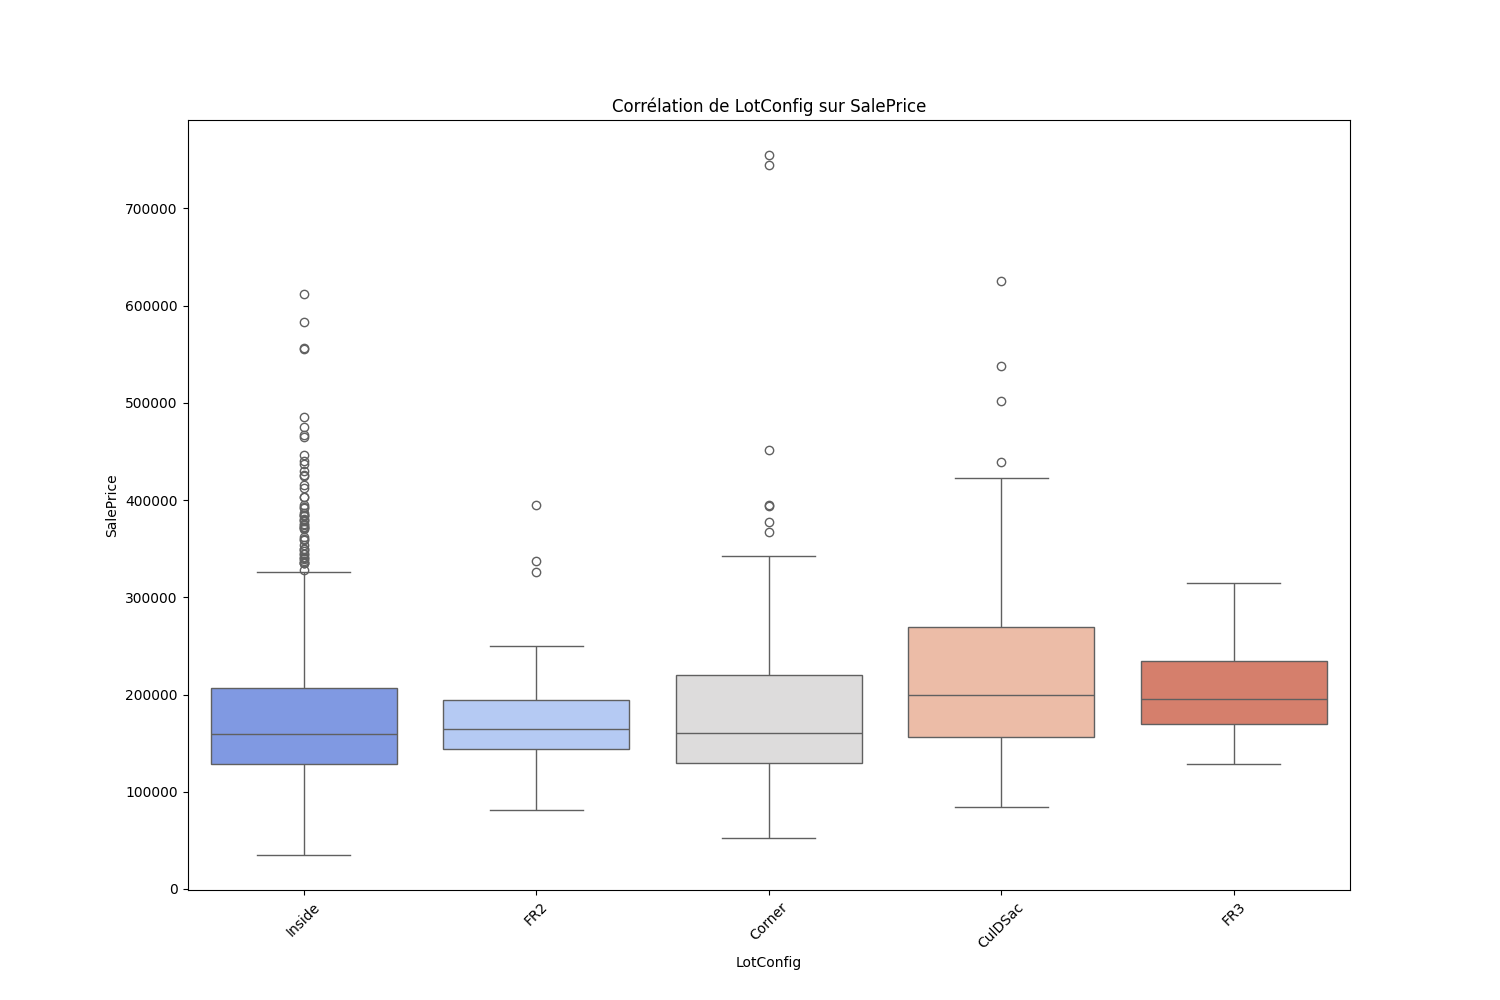 Corrélation de LotConfig sur SalePrice
700000
600000
500000
400000
300000
200000
100000
0
SalePrice
Inside
FR2
Corner
CulDSac
FR3
LotConfig